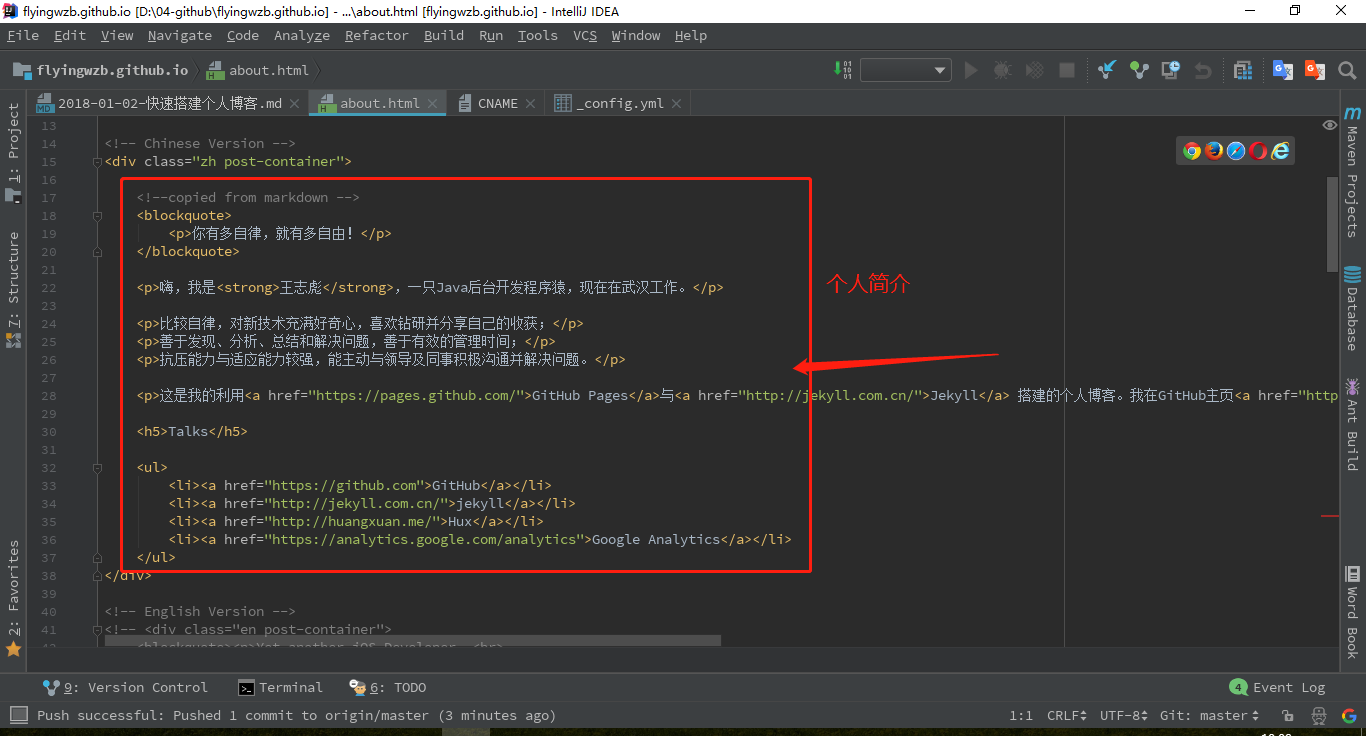 flyingwzb.github.io [D:\04-github\flyingwzb.github.io] - ...\about.html [flyingwzb.github.io] - IntelliJ IDEA
File Edit View Navigate Code Analyze Refactor Build Run Tools VCS Window Help
flyingwzb.github.io about.html
2018-01-02-快速搭建个人博客.md about.html CNAME _config.yml
1: Project
7: Structure
2: Favorites
13
14 <!-- Chinese Version -->
15 <div class="zh post-container">
16
17 <!--copied from markdown -->
18 <blockquote>
19 <p>你有多自律，就有多自由！</p>
20 </blockquote>
21
22 <p>嗨，我是<strong>王志彪</strong>，一只Java后台开发程序猿，现在在武汉工作。</p>
23
24 <p>比较自律，对新技术充满好奇心，喜欢钻研并分享自己的收获；</p>
25 <p>善于发现、分析、总结和解决问题，善于有效的管理时间；</p>
26 <p>抗压能力与适应能力较强，能主动与领导及同事积极沟通并解决问题。</p>
27
28 <p>这是我的利用<a href="https://pages.github.com/">GitHub Pages</a>与<a href="http://jekyll.com.cn/">Jekyll</a> 搭建的个人博客。我在GitHub主页<a href="http
29
30 <h5>Talks</h5>
31
32 <ul>
33 <li><a href="https://github.com">GitHub</a></li>
34 <li><a href="http://jekyll.com.cn/">jekyll</a></li>
35 <li><a href="http://huangxuan.me/">Hux</a></li>
36 <li><a href="https://analytics.google.com/analytics">Google Analytics</a></li>
37 </ul>
38 </div>
39
40 <!-- English Version -->
41 <!-- <div class="en post-container">
42 <blockquote><p>Yet another iOS Developer. <br>
个人简介
Maven Projects
Database
Ant Build
Word Book
9: Version Control Terminal 6: TODO 4 Event Log
Push successful: Pushed 1 commit to origin/master (3 minutes ago) 1:1 CRLF UTF-8 Git: master